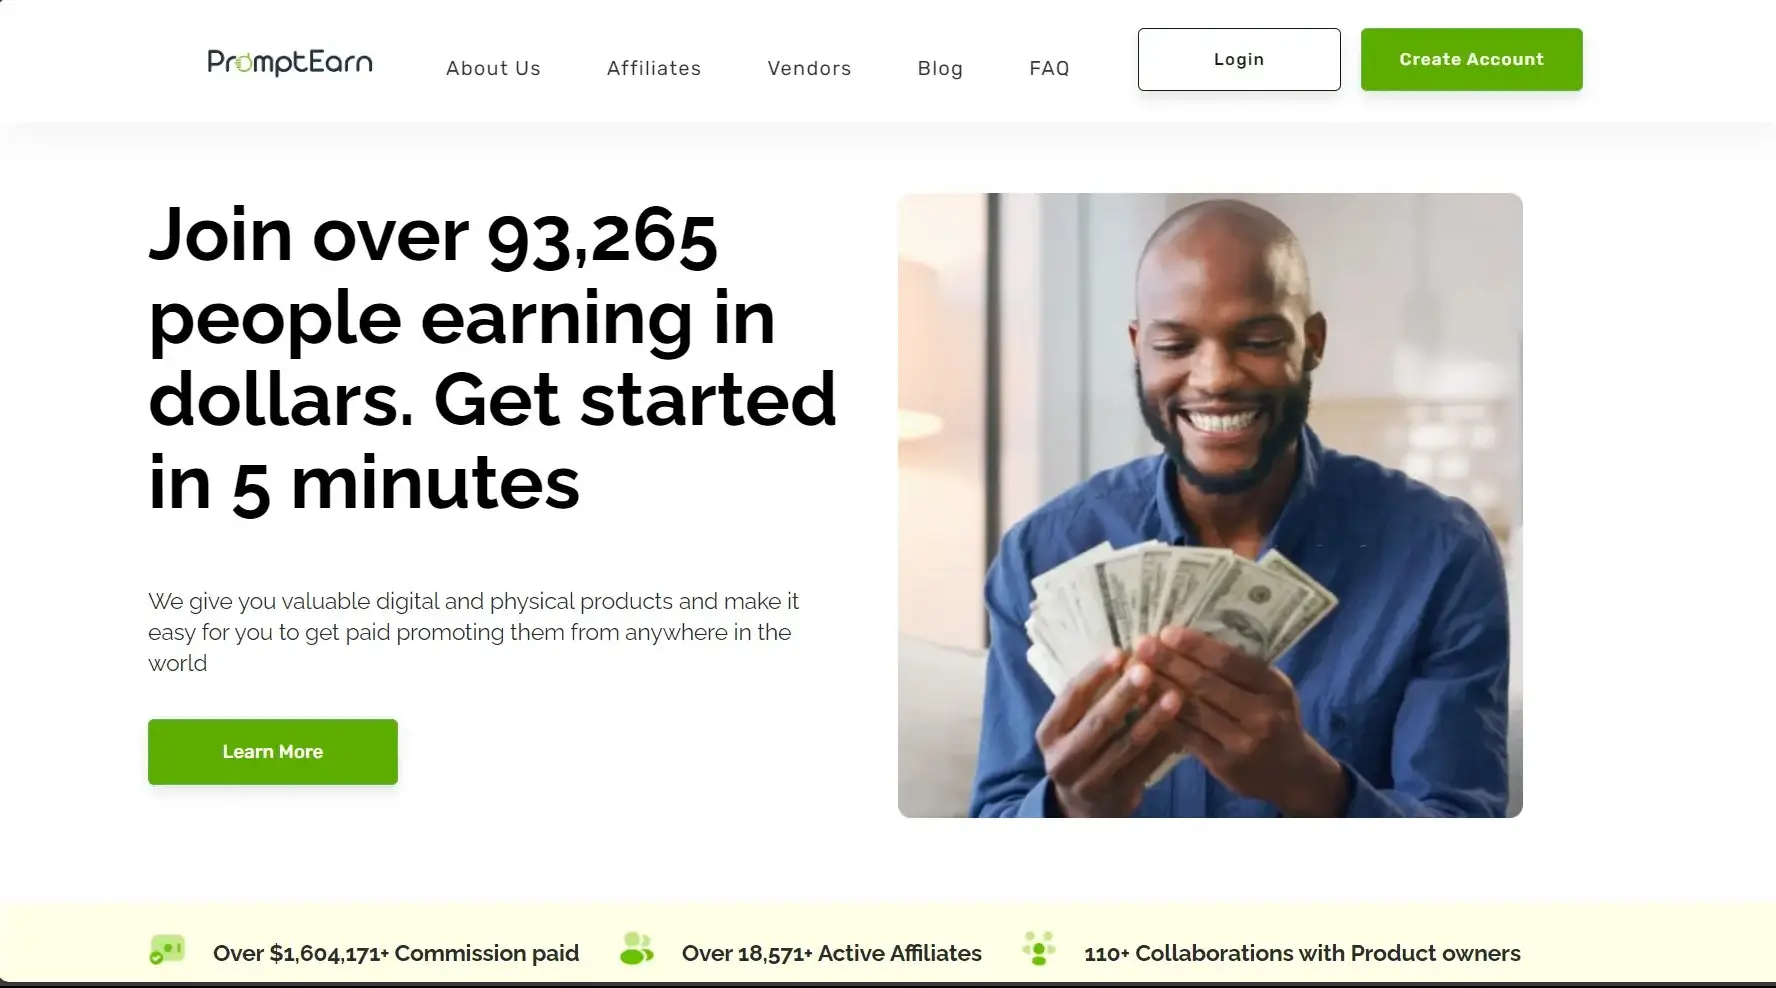 PromptEarn
About Us
Affiliates
Vendors
Blog
FAQ
Login
Create Account
Join over 93,265
people earning in
dollars. Get started
in 5 minutes
We give you valuable digital and physical products and make it
easy for you to get paid promoting them from anywhere in the
world
Learn More
Over $1,604,171+ Commission paid
Over 18,571+ Active Affiliates
110+ Collaborations with Product owners